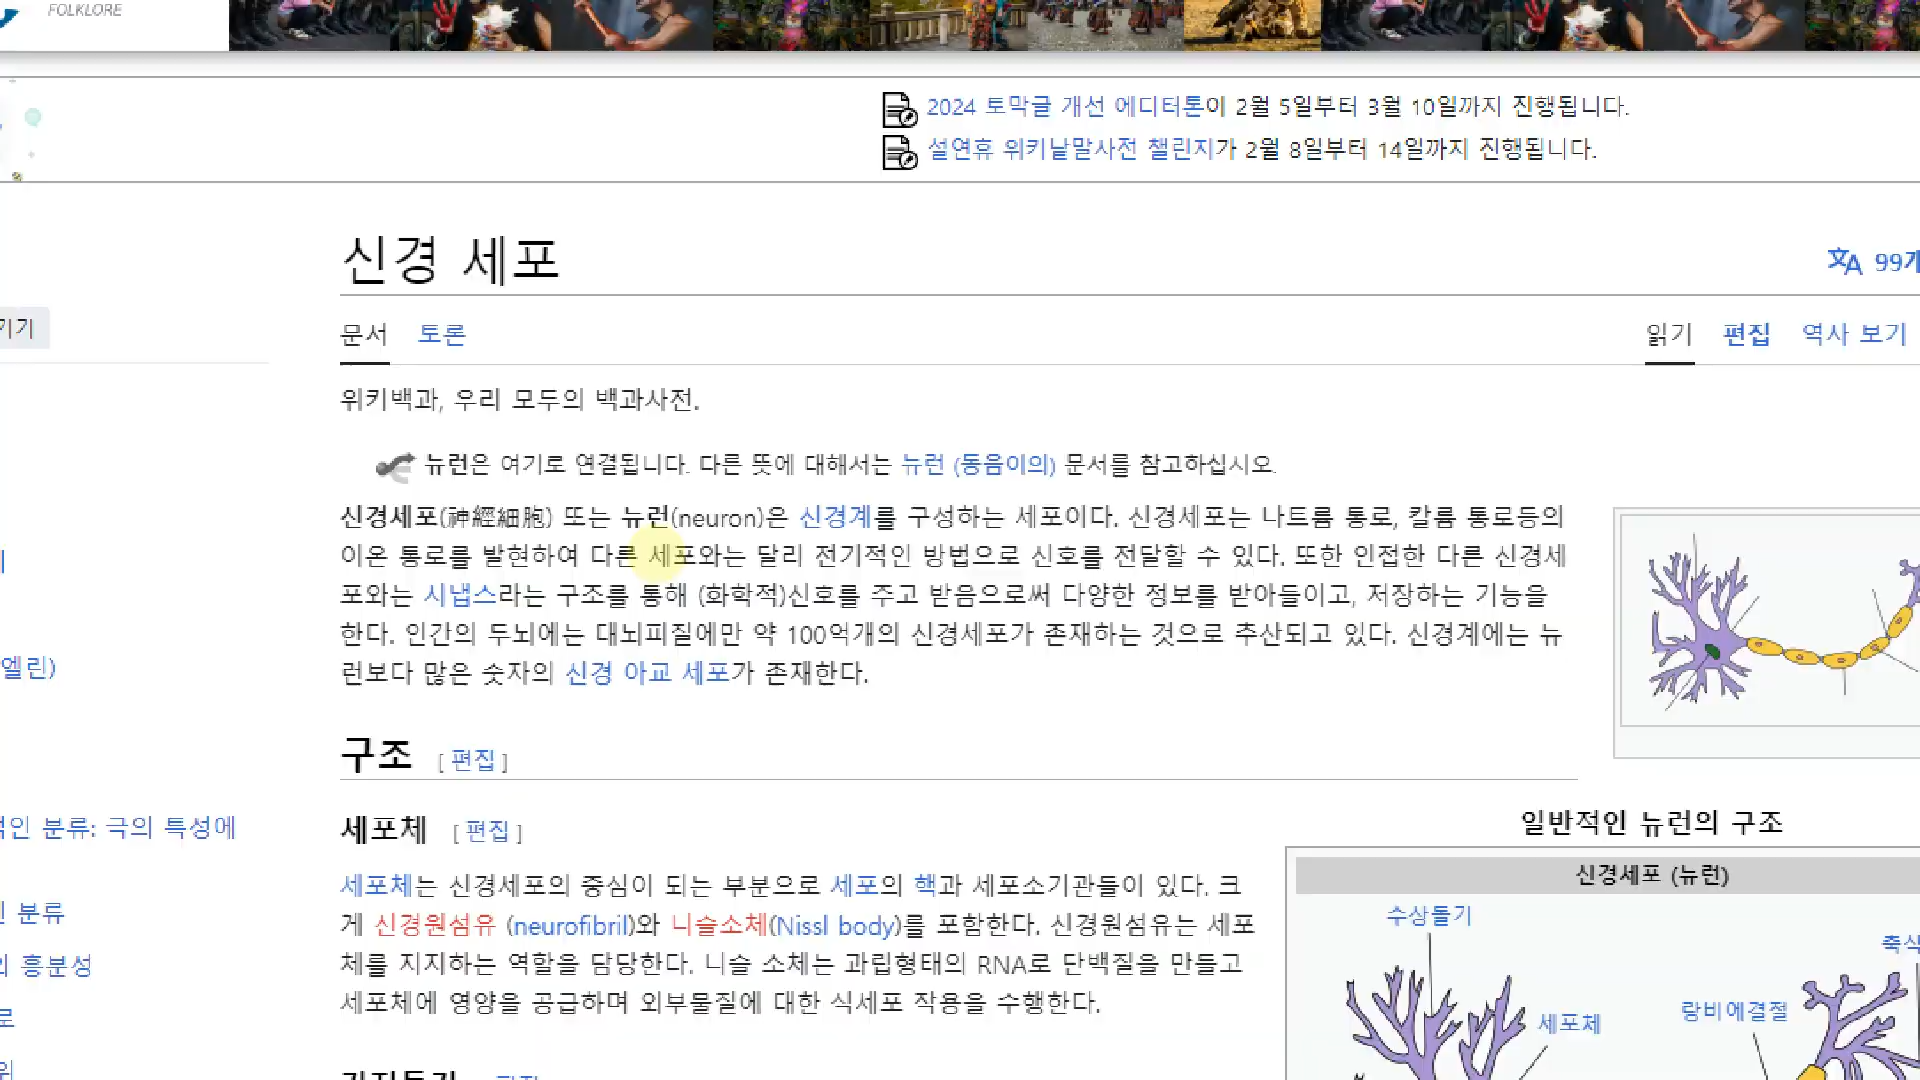 FOLKLORE
2024 토막글 개선 에디터톤이 2월 5일부터 3월 10일까지 진행됩니다.
설연휴 위키낱말사전 챌린지가 2월 8일부터 14일까지 진행됩니다.
신경 세포
99개
문서 토론
읽기 편집 역사 보기
위키백과, 우리 모두의 백과사전.
뉴런은 여기로 연결됩니다. 다른 뜻에 대해서는 뉴런 (동음이의) 문서를 참고하십시오.
신경세포(神經細胞) 또는 뉴런(neuron)은 신경계를 구성하는 세포이다. 신경세포는 나트륨 통로, 칼륨 통로등의
이온 통로를 발현하여 다른 세포와는 달리 전기적인 방법으로 신호를 전달할 수 있다. 또한 인접한 다른 신경세
포와는 시냅스라는 구조를 통해 (화학적)신호를 주고 받음으로써 다양한 정보를 받아들이고, 저장하는 기능을
한다. 인간의 두뇌에는 대뇌피질에만 약 100억개의 신경세포가 존재하는 것으로 추산되고 있다. 신경계에는 뉴
런보다 많은 숫자의 신경 아교 세포가 존재한다.
구조 [ 편집 ]
세포체 [ 편집 ]
세포체는 신경세포의 중심이 되는 부분으로 세포의 핵과 세포소기관들이 있다. 크
게 신경원섬유 (neurofibril)와 니슬소체(Nissl body)를 포함한다. 신경원섬유는 세포
체를 지지하는 역할을 담당한다. 니슬 소체는 과립형태의 RNA로 단백질을 만들고
세포체에 영양을 공급하며 외부물질에 대한 식세포 작용을 수행한다.
일반적인 뉴런의 구조
신경세포 (뉴런)
수상돌기
세포체
랑비에결절
기기
엘린)
적인 분류: 극의 특성에
분류
흥분성